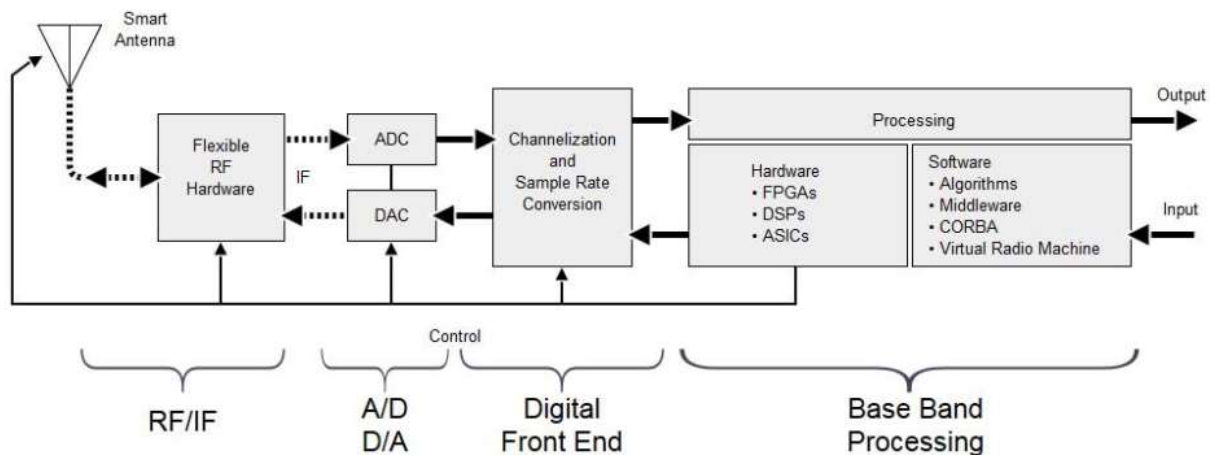 Smart
Antenna
Flexible
RF
Hardware
IF
ADC
DAC
Channelization
and
Sample Rate
Conversion
Processing
Hardware
• FPGAs
• DSPs
• ASICs
Software
• Algorithms
• Middleware
• CORBA
• Virtual Radio Machine
Output
Input
Control
RF/IF
A/D
D/A
Digital
Front End
Base Band
Processing